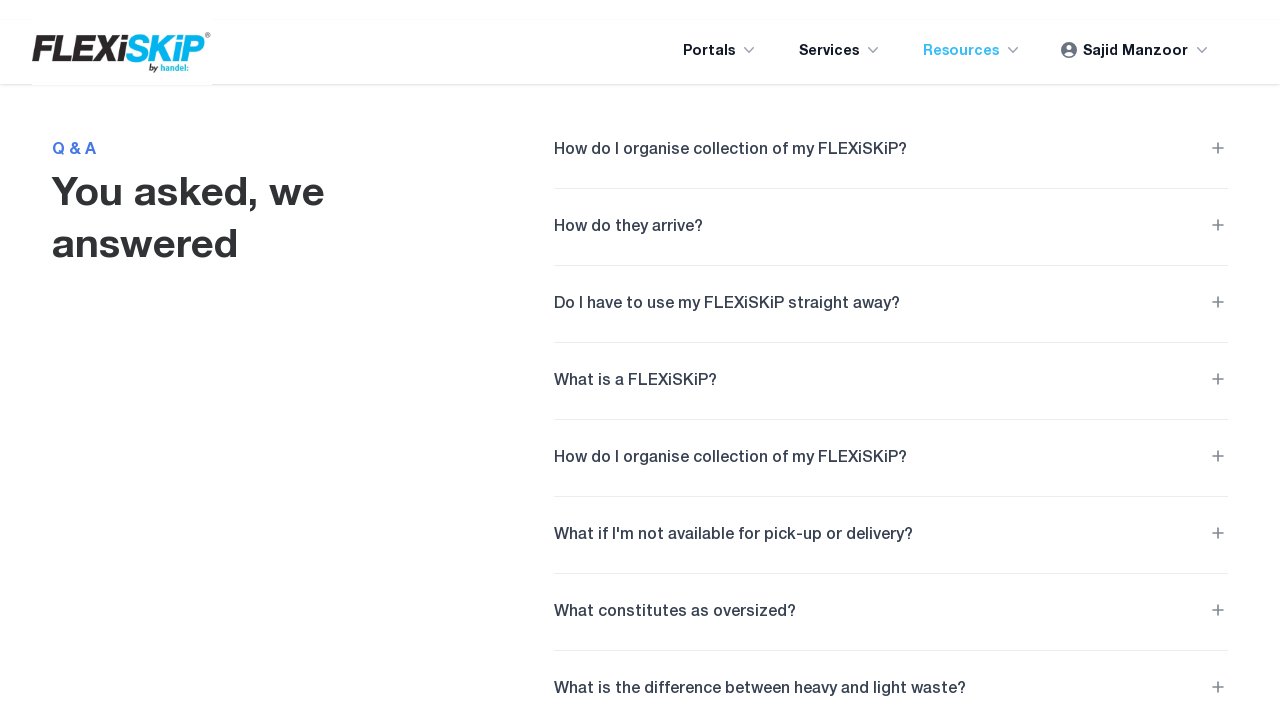 FLEXiSKiP®
by handel:
Portals
Services
Resources
Sajid Manzoor
Q & A
You asked, we
answered
How do I organise collection of my FLEXiSKiP?
How do they arrive?
Do I have to use my FLEXiSKiP straight away?
What is a FLEXiSKiP?
How do I organise collection of my FLEXiSKiP?
What if I'm not available for pick-up or delivery?
What constitutes as oversized?
What is the difference between heavy and light waste?